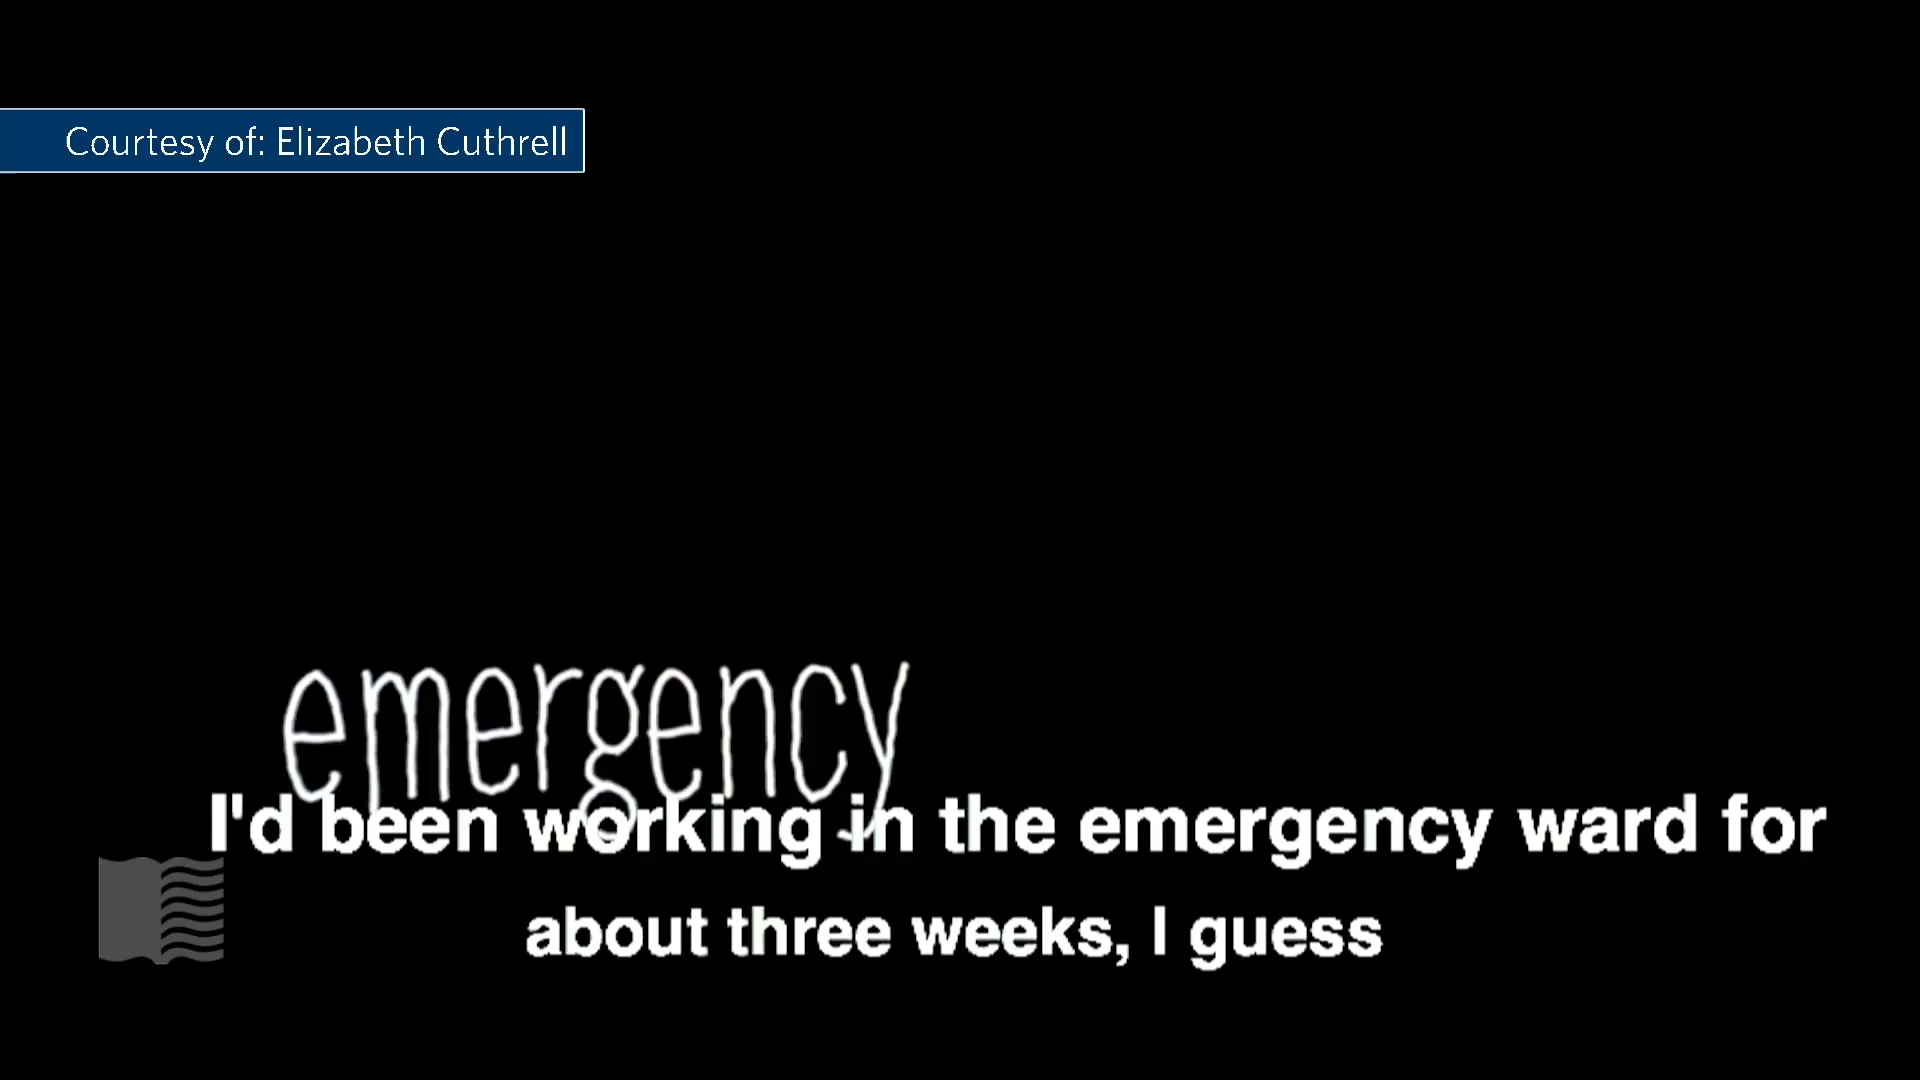 Courtesy of: Elizabeth Cuthrell
emergency
I'd been working in the emergency ward for
about three weeks, I guess